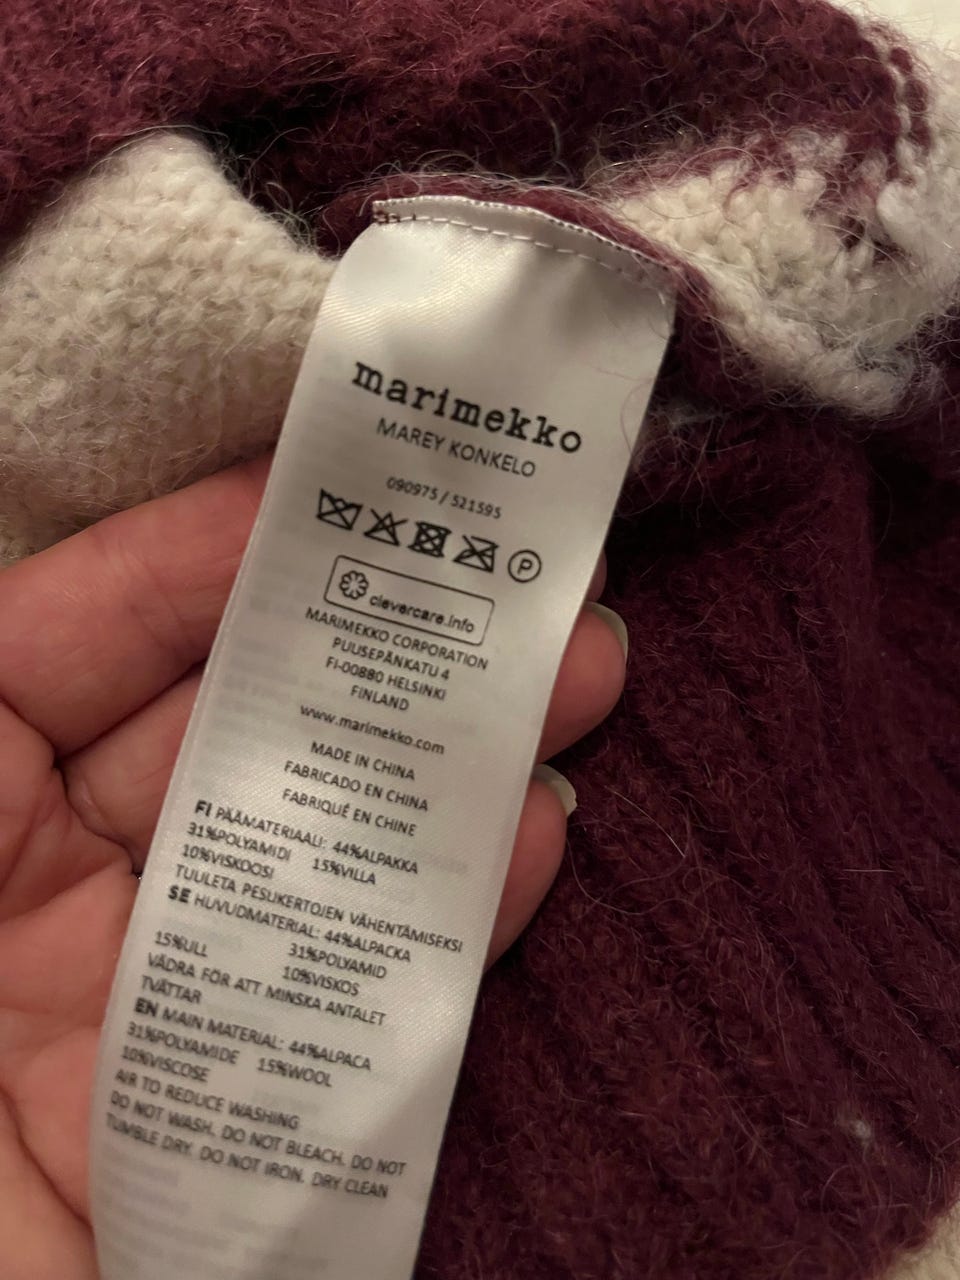 marimekko
MAREY KONKELO
090975 / 521595
P
clevercare.info
MARIMEKKO CORPORATION
PUUSEPÄNKATU 4
FI-00880 HELSINKI
FINLAND
www.marimekko.com
MADE IN CHINA
FABRICADO EN CHINA
FABRIQUÉ EN CHINE
FI PÄÄMATERIAALI: 44%ALPAKKA
31%POLYAMIDI 15%VILLA
10%VISKOOSI
TUULETA PESUKERTOJEN VÄHENTÄMISEKSI
SE HUVUDMATERIAL: 44%ALPACKA
31%POLYAMID
15%ULL 10%VISKOS
VÄDRA FÖR ATT MINSKA ANTALET
TVÄTTAR
EN MAIN MATERIAL: 44%ALPACA
31%POLYAMIDE 15%WOOL
10%VISCOSE
AIR TO REDUCE WASHING
DO NOT WASH. DO NOT BLEACH. DO NOT
TUMBLE DRY. DO NOT IRON. DRY CLEAN